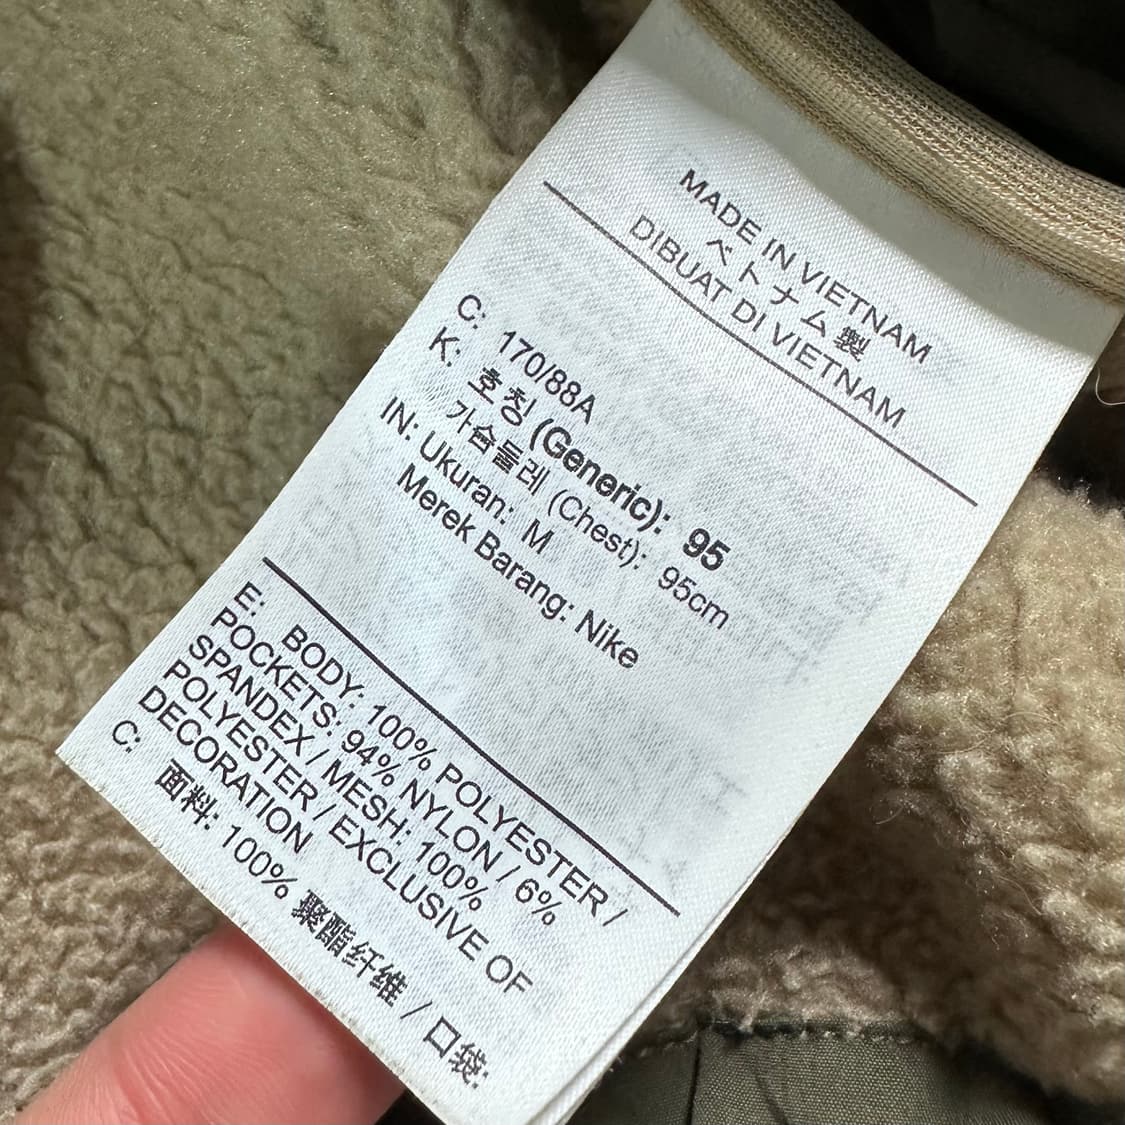 MADE IN VIETNAM
ベトナム製
DIBUAT DI VIETNAM
C: 170/88A
K: 호칭 (Generic): 95
가슴둘레 (Chest): 95cm
IN: Ukuran: M
Merek Barang: Nike
E: BODY: 100% POLYESTER /
POCKETS: 94% NYLON / 6%
SPANDEX / MESH: 100%
POLYESTER / EXCLUSIVE OF
DECORATION
C: 面料: 100% 聚酯纤维 / 口袋: